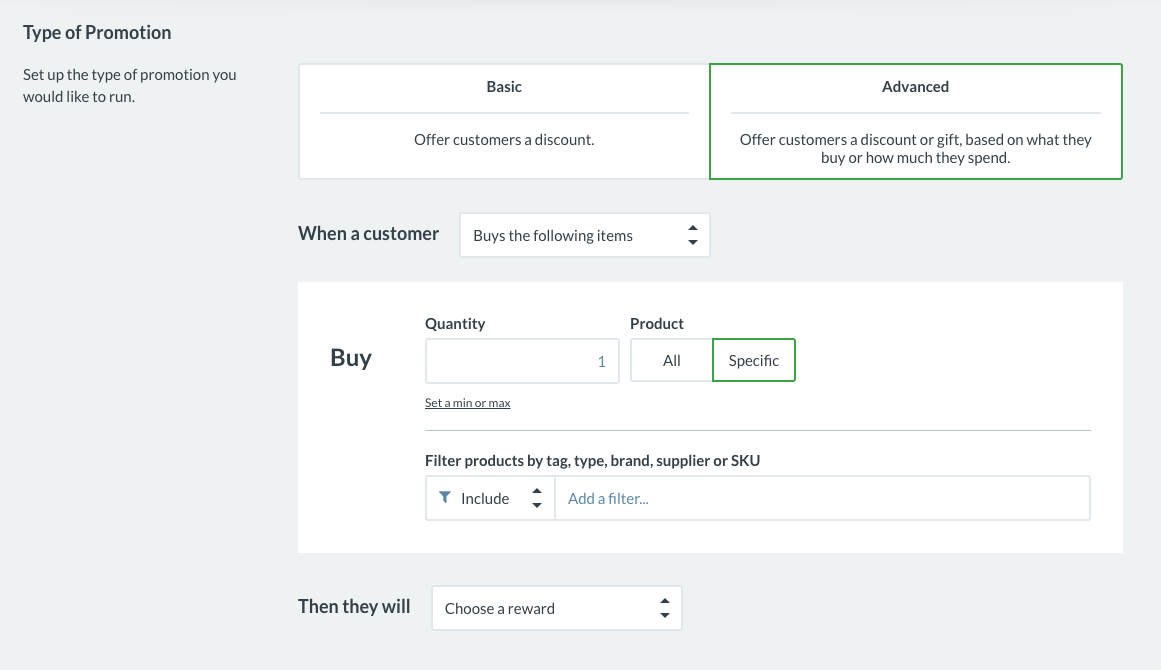 Type of Promotion
Set up the type of promotion you
would like to run.
Basic
Offer customers a discount.
Advanced
Offer customers a discount or gift, based on what they
buy or how much they spend.
When a customer
Buys the following items
Buy
Quantity
1
Set a min or max
Product
All
Specific
Filter products by tag, type, brand, supplier or SKU
Include
Add a filter...
Then they will
Choose a reward